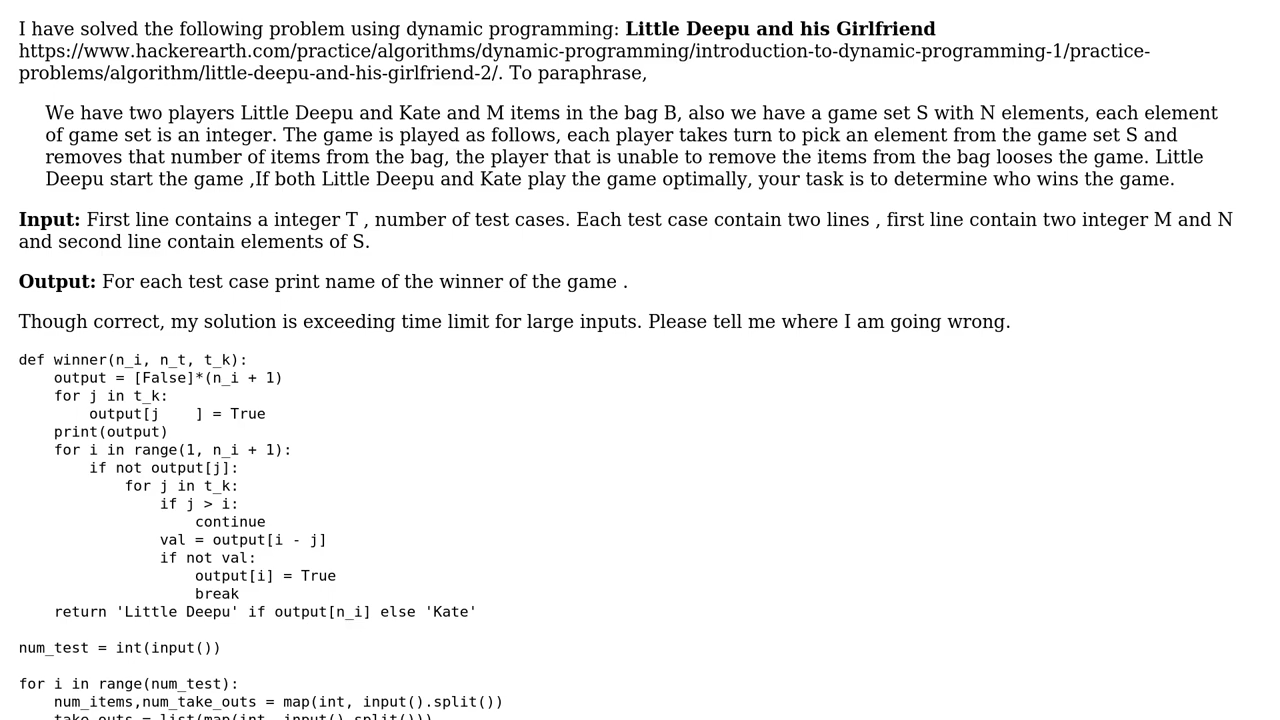 I have solved the following problem using dynamic programming: Little Deepu and his Girlfriend
https://www.hackerearth.com/practice/algorithms/dynamic-programming/introduction-to-dynamic-programming-1/practice-
problems/algorithm/little-deepu-and-his-girlfriend-2/. To paraphrase,
We have two players Little Deepu and Kate and M items in the bag B, also we have a game set S with N elements, each element
of game set is an integer. The game is played as follows, each player takes turn to pick an element from the game set S and
removes that number of items from the bag, the player that is unable to remove the items from the bag looses the game. Little
Deepu start the game ,If both Little Deepu and Kate play the game optimally, your task is to determine who wins the game.
Input: First line contains a integer T , number of test cases. Each test case contain two lines , first line contain two integer M and N
and second line contain elements of S.
Output: For each test case print name of the winner of the game .
Though correct, my solution is exceeding time limit for large inputs. Please tell me where I am going wrong.
def winner(n_i, n_t, t_k):
    output = [False]*(n_i + 1)
    for j in t_k:
        output[j    ] = True
    print(output)
    for i in range(1, n_i + 1):
        if not output[j]:
            for j in t_k:
                if j > i:
                    continue
                val = output[i - j]
                if not val:
                    output[i] = True
                    break
    return 'Little Deepu' if output[n_i] else 'Kate'
num_test = int(input())
for i in range(num_test):
    num_items,num_take_outs = map(int, input().split())
    take_outs = list(map(int, input().split()))